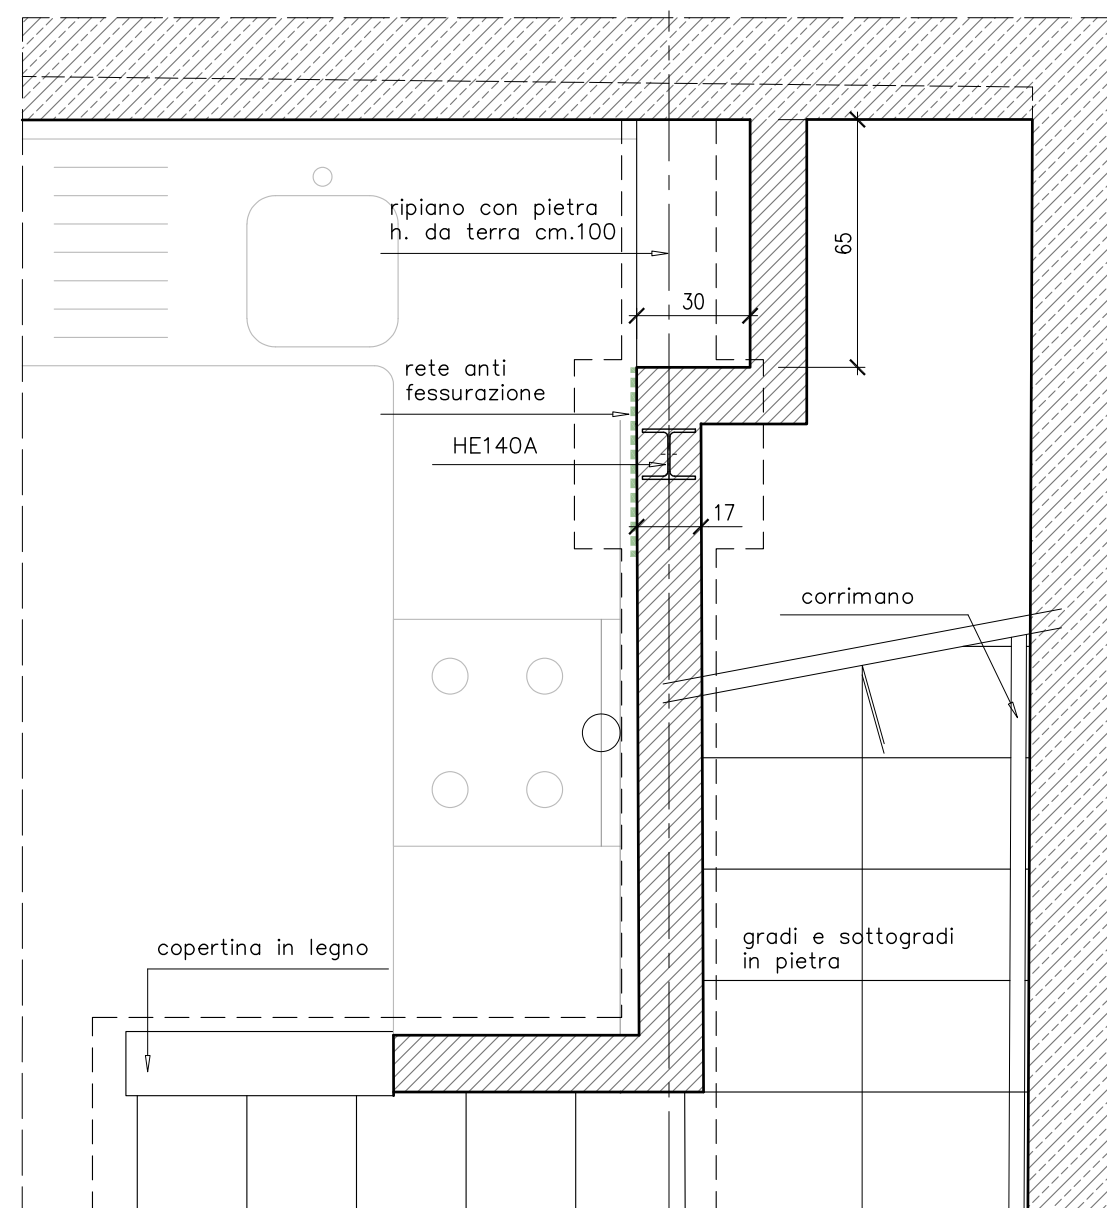 ripiano con pietra
h. da terra cm.100
65
30
rete anti
fessurazione
HE140A
17
corrimano
gradi e sottogradi
in pietra
copertina in legno